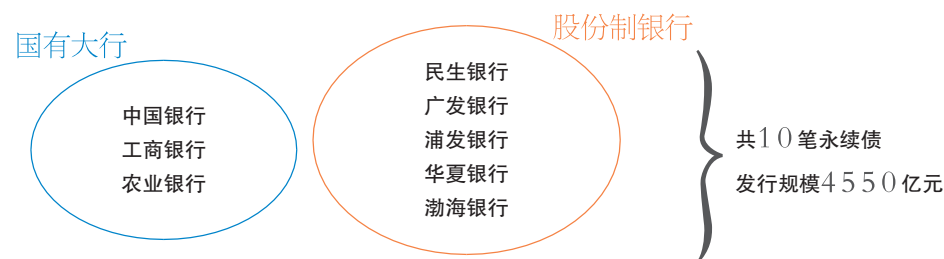 国有大行
中国银行
工商银行
农业银行
股份制银行
民生银行
广发银行
浦发银行
华夏银行
渤海银行
共10笔永续债
发行规模4550亿元